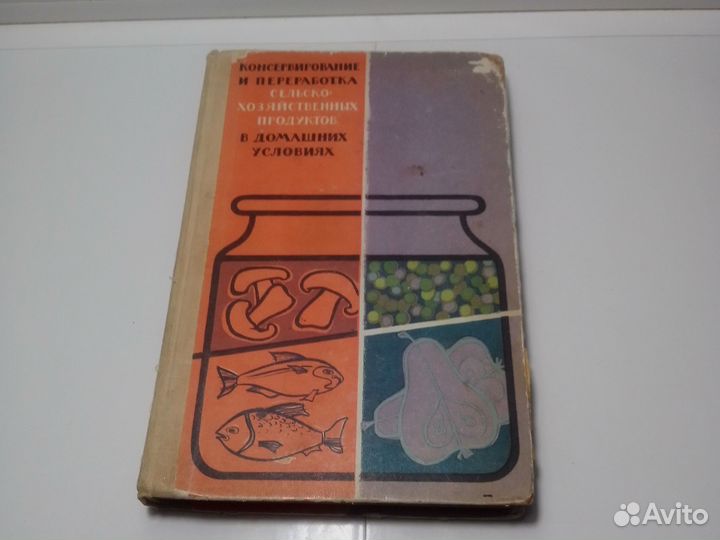 КОНСЕРВИРОВАНИЕ
И ПЕРЕРАБОТКА
СЕЛЬСКО-
ХОЗЯЙСТВЕННЫХ
ПРОДУКТОВ
В ДОМАШНИХ
УСЛОВИЯХ
Avito